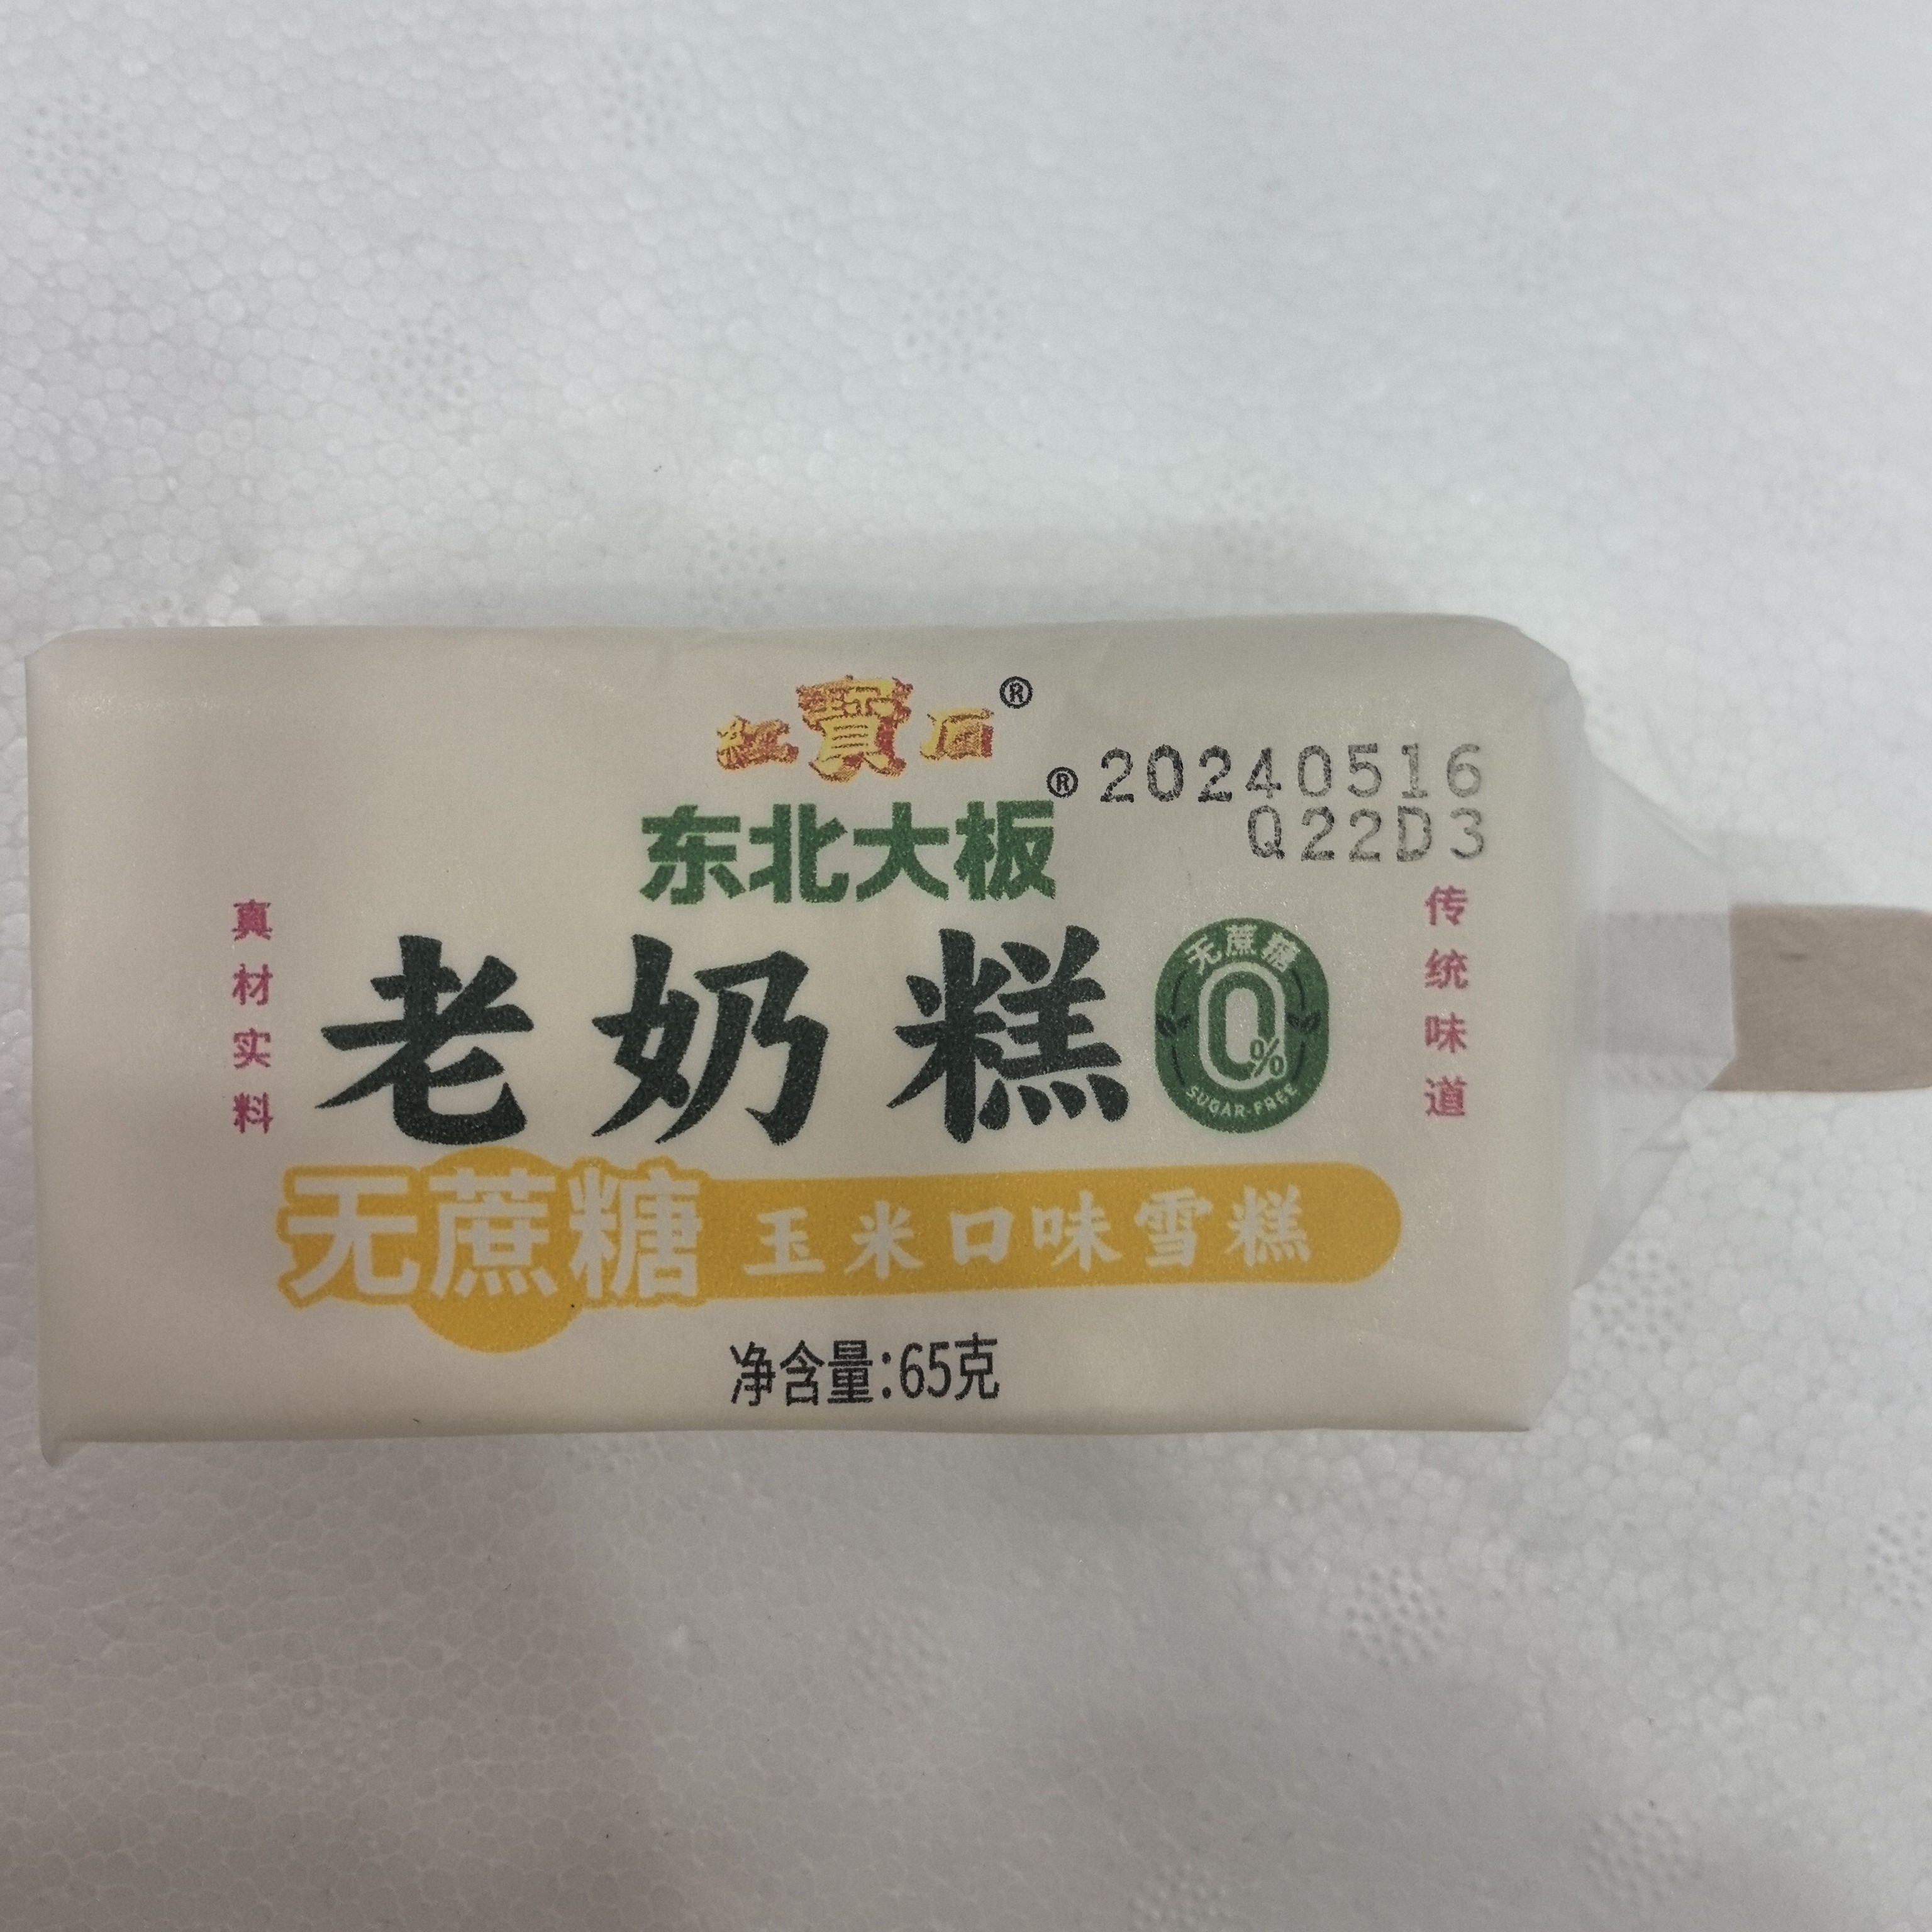 红寶石®
东北大板®
20240516
Q22D3
真材实料
老奶糕
无蔗糖
0%
SUGAR-FREE
传统味道
无蔗糖 玉米口味雪糕
净含量:65克